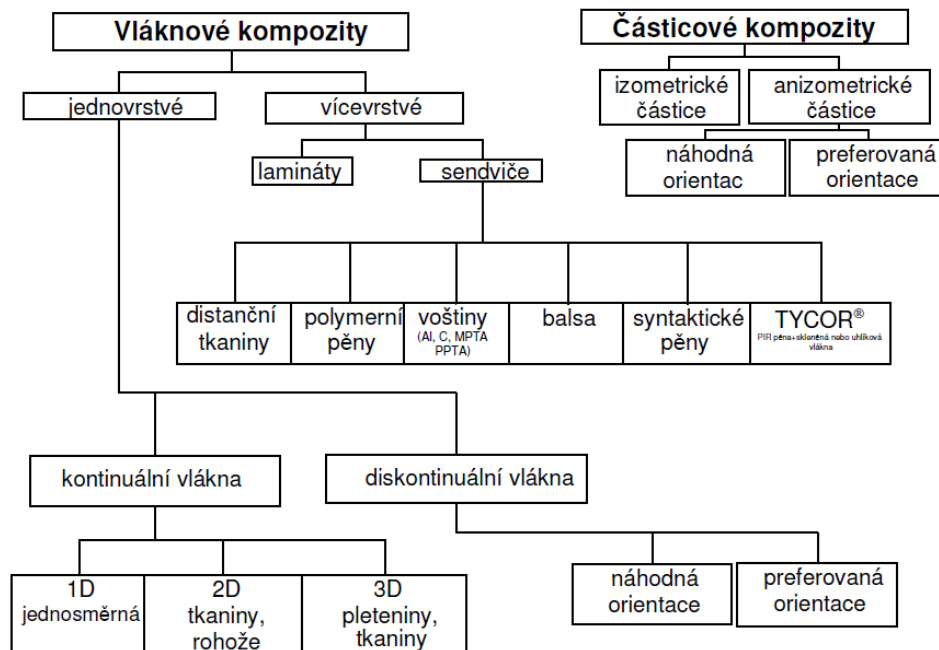 Vláknové kompozity
Částicové kompozity
jednovrstvé
vícevrstvé
izometrické
částice
anizometrické
částice
lamináty
sendviče
náhodná
orientac
preferovaná
orientace
distanční
tkaniny
polymerní
pěny
voštiny
(Al, C, MPTA
PPTA)
balsa
syntaktické
pěny
TYCOR®
PIR pěna+skleněná nebo uhlíková
vlákna
kontinuální vlákna
diskontinuální vlákna
1D
jednosměrná
2D
tkaniny,
rohože
3D
pleteniny,
tkaniny
náhodná
orientace
preferovaná
orientace